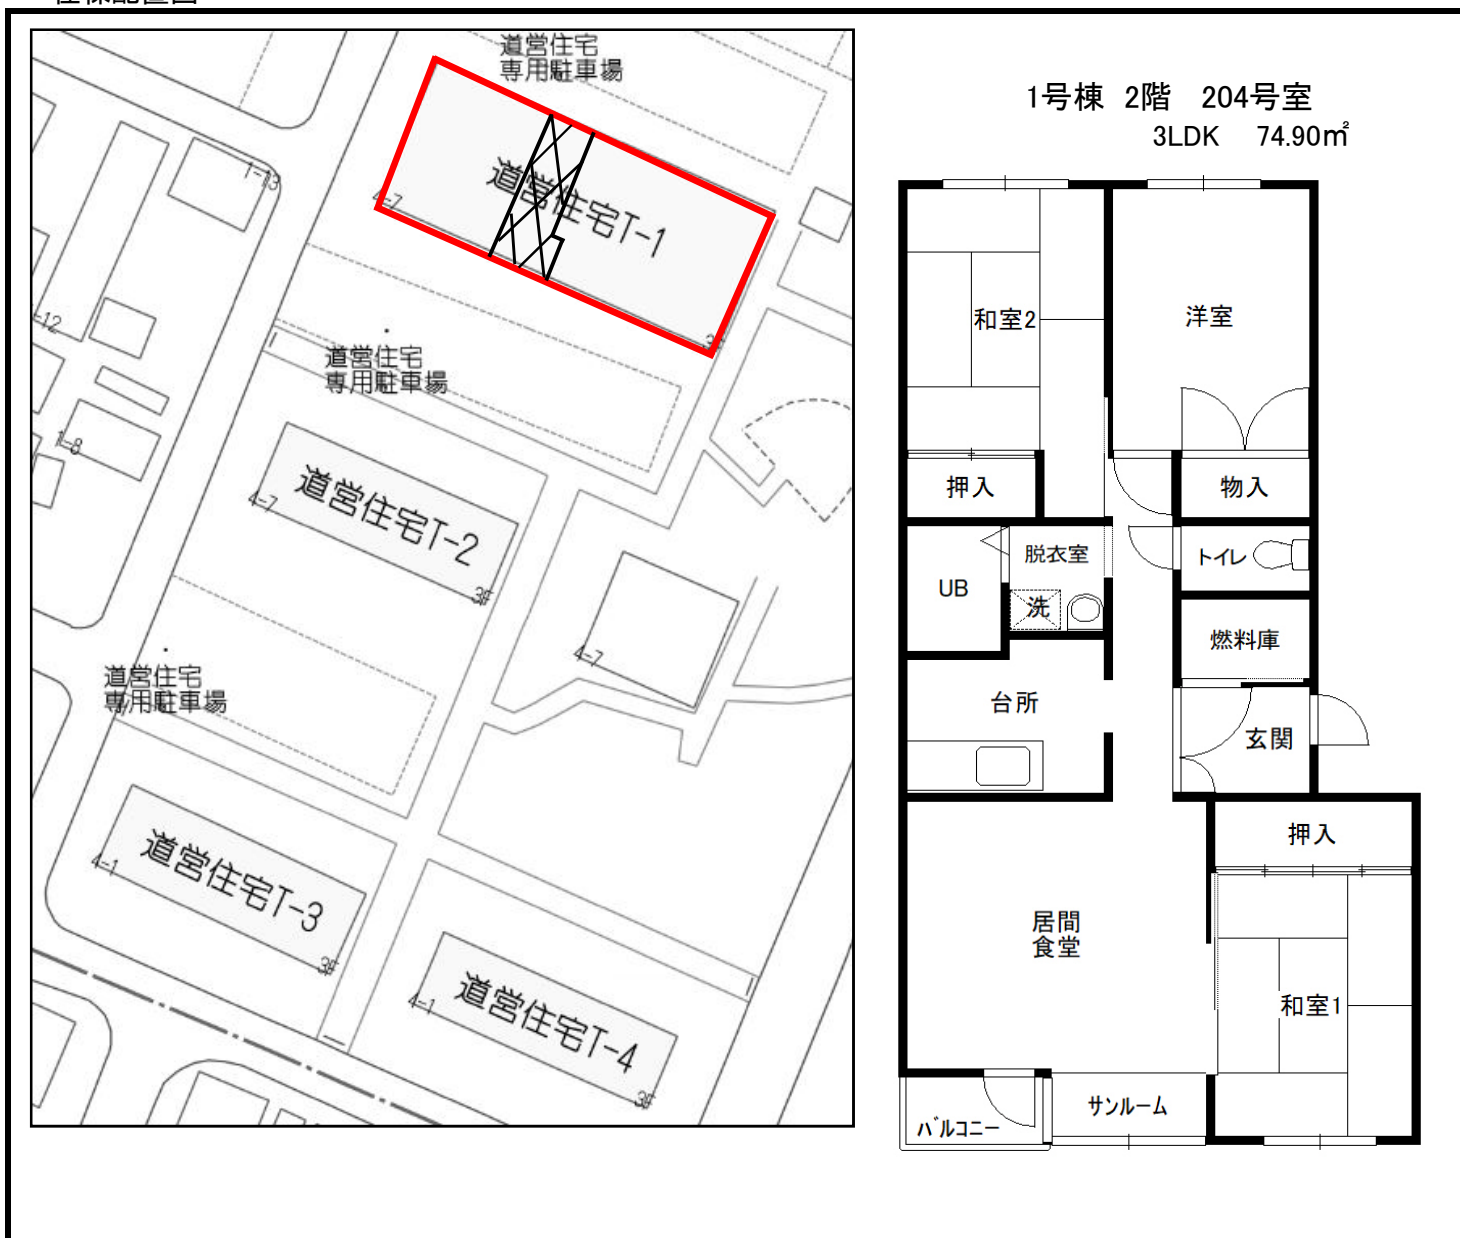 道営住宅
専用駐車場
1号棟 2階 204号室
3LDK 74.90㎡
1-13
4-7
道営住宅T-1
3F
-12
道営住宅
専用駐車場
1-8
道営住宅T-2
4-7
3F
4-7
道営住宅
専用駐車場
道営住宅T-3
4-1
3F
道営住宅T-4
4-1
3F
和室2
洋室
押入
物入
脱衣室
トイレ
UB
洗
燃料庫
台所
玄関
押入
居間
食堂
和室1
サンルーム
バルコニー